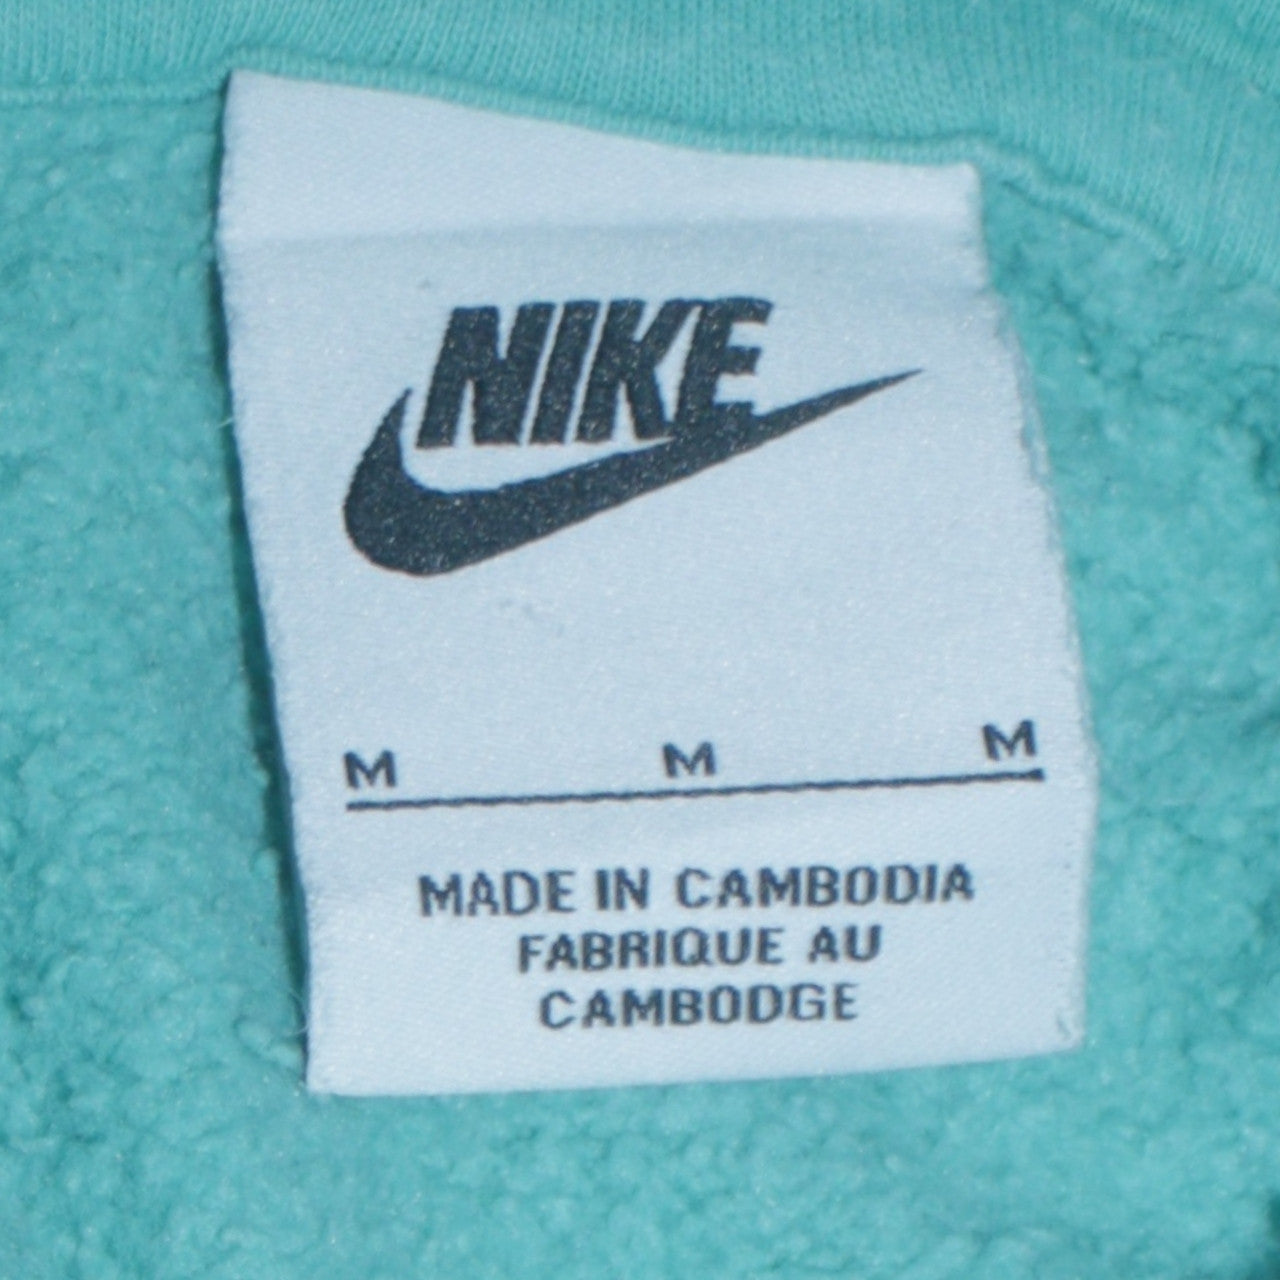 NIKE
M M M
MADE IN CAMBODIA
FABRIQUE AU
CAMBODGE